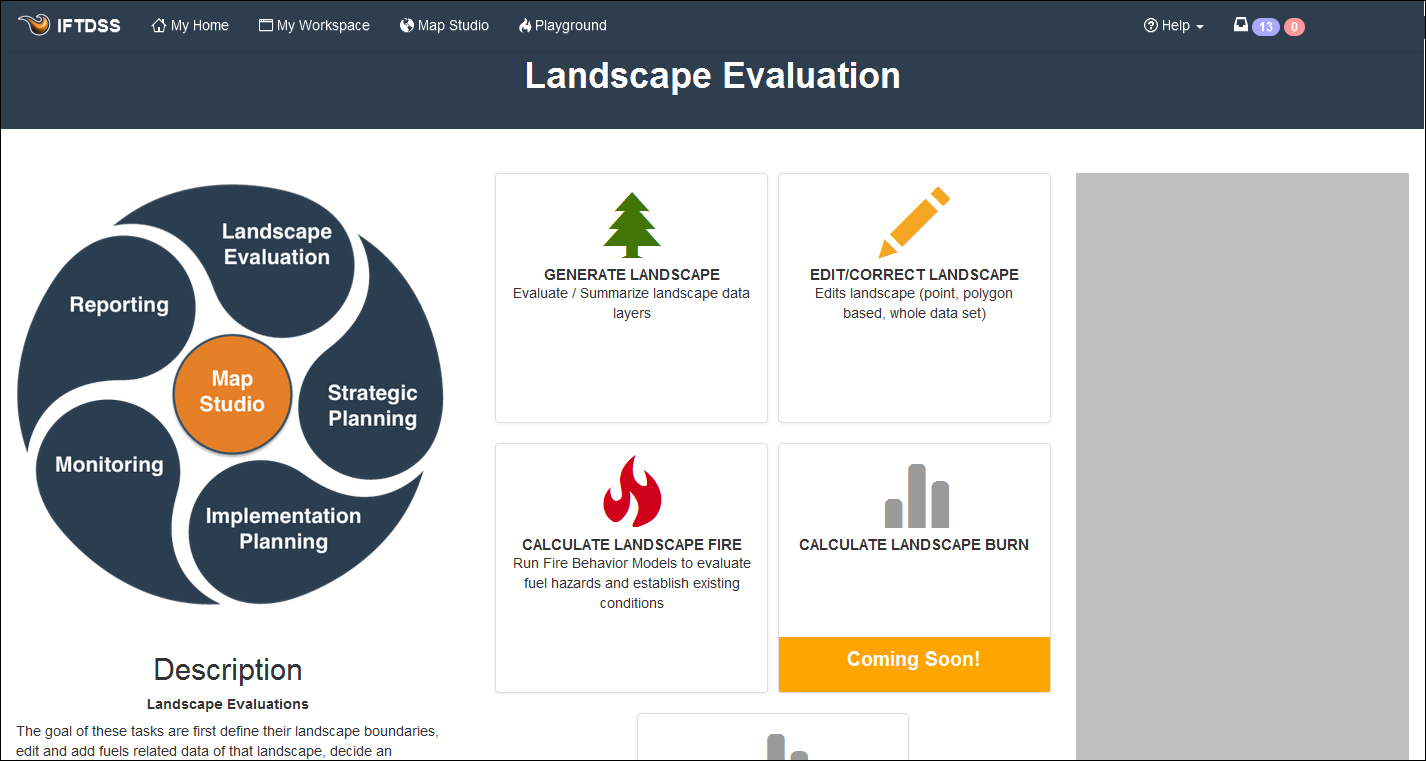 IFTDSS
My Home
My Workspace
Map Studio
Playground
Help
13
0
Landscape Evaluation
Landscape
Evaluation
Reporting
Map
Studio
Strategic
Planning
Monitoring
Implementation
Planning
Description
Landscape Evaluations
The goal of these tasks are first define their landscape boundaries,
edit and add fuels related data of that landscape, decide an
GENERATE LANDSCAPE
Evaluate / Summarize landscape data
layers
EDIT/CORRECT LANDSCAPE
Edits landscape (point, polygon
based, whole data set)
CALCULATE LANDSCAPE FIRE
Run Fire Behavior Models to evaluate
fuel hazards and establish existing
conditions
CALCULATE LANDSCAPE BURN
Coming Soon!